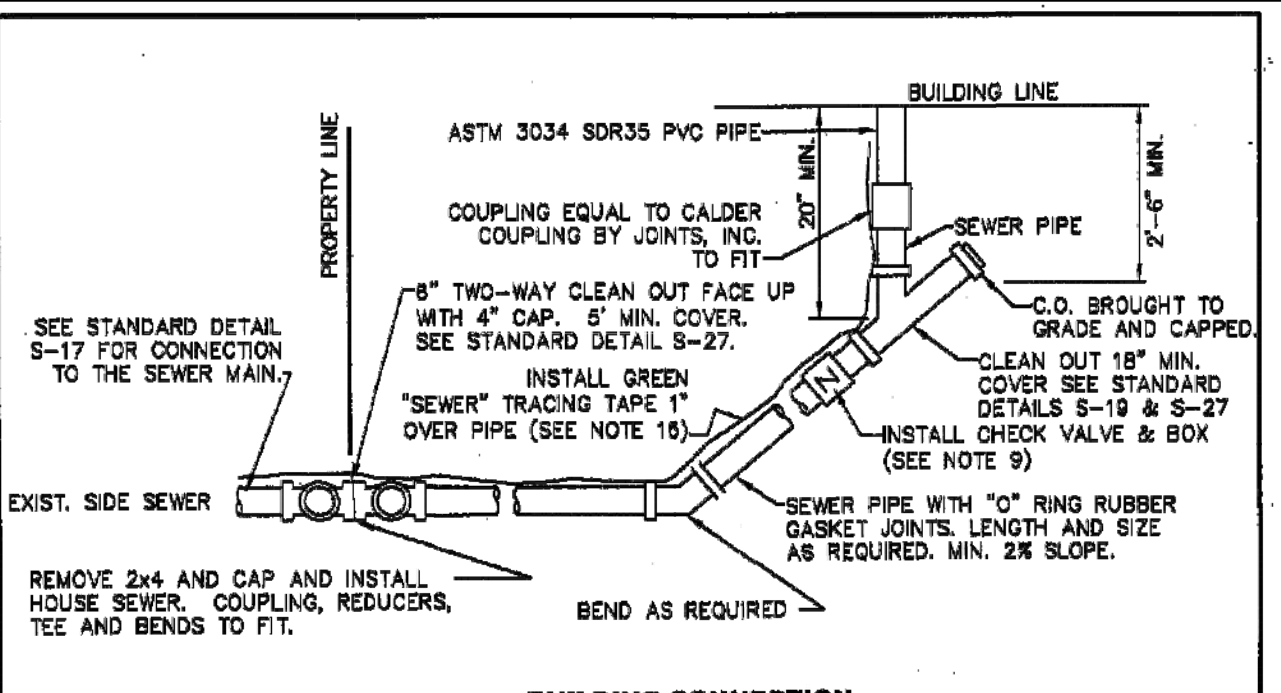 BUILDING LINE
ASTM 3034 SDR35 PVC PIPE
PROPERTY LINE
20" MIN.
2'-6" MIN.
COUPLING EQUAL TO CALDER
COUPLING BY JOINTS, INC.
TO FIT
SEWER PIPE
6" TWO-WAY CLEAN OUT FACE UP
WITH 4" CAP. 5' MIN. COVER.
SEE STANDARD DETAIL S-27.
C.O. BROUGHT TO
GRADE AND CAPPED.
SEE STANDARD DETAIL
S-17 FOR CONNECTION
TO THE SEWER MAIN.
CLEAN OUT 18" MIN.
COVER SEE STANDARD
DETAILS S-19 & S-27
INSTALL GREEN
"SEWER" TRACING TAPE 1"
OVER PIPE (SEE NOTE 16)
N
INSTALL CHECK VALVE & BOX
(SEE NOTE 9)
EXIST. SIDE SEWER
SEWER PIPE WITH "O" RING RUBBER
GASKET JOINTS. LENGTH AND SIZE
AS REQUIRED. MIN. 2% SLOPE.
REMOVE 2x4 AND CAP AND INSTALL
HOUSE SEWER. COUPLING, REDUCERS,
TEE AND BENDS TO FIT.
BEND AS REQUIRED